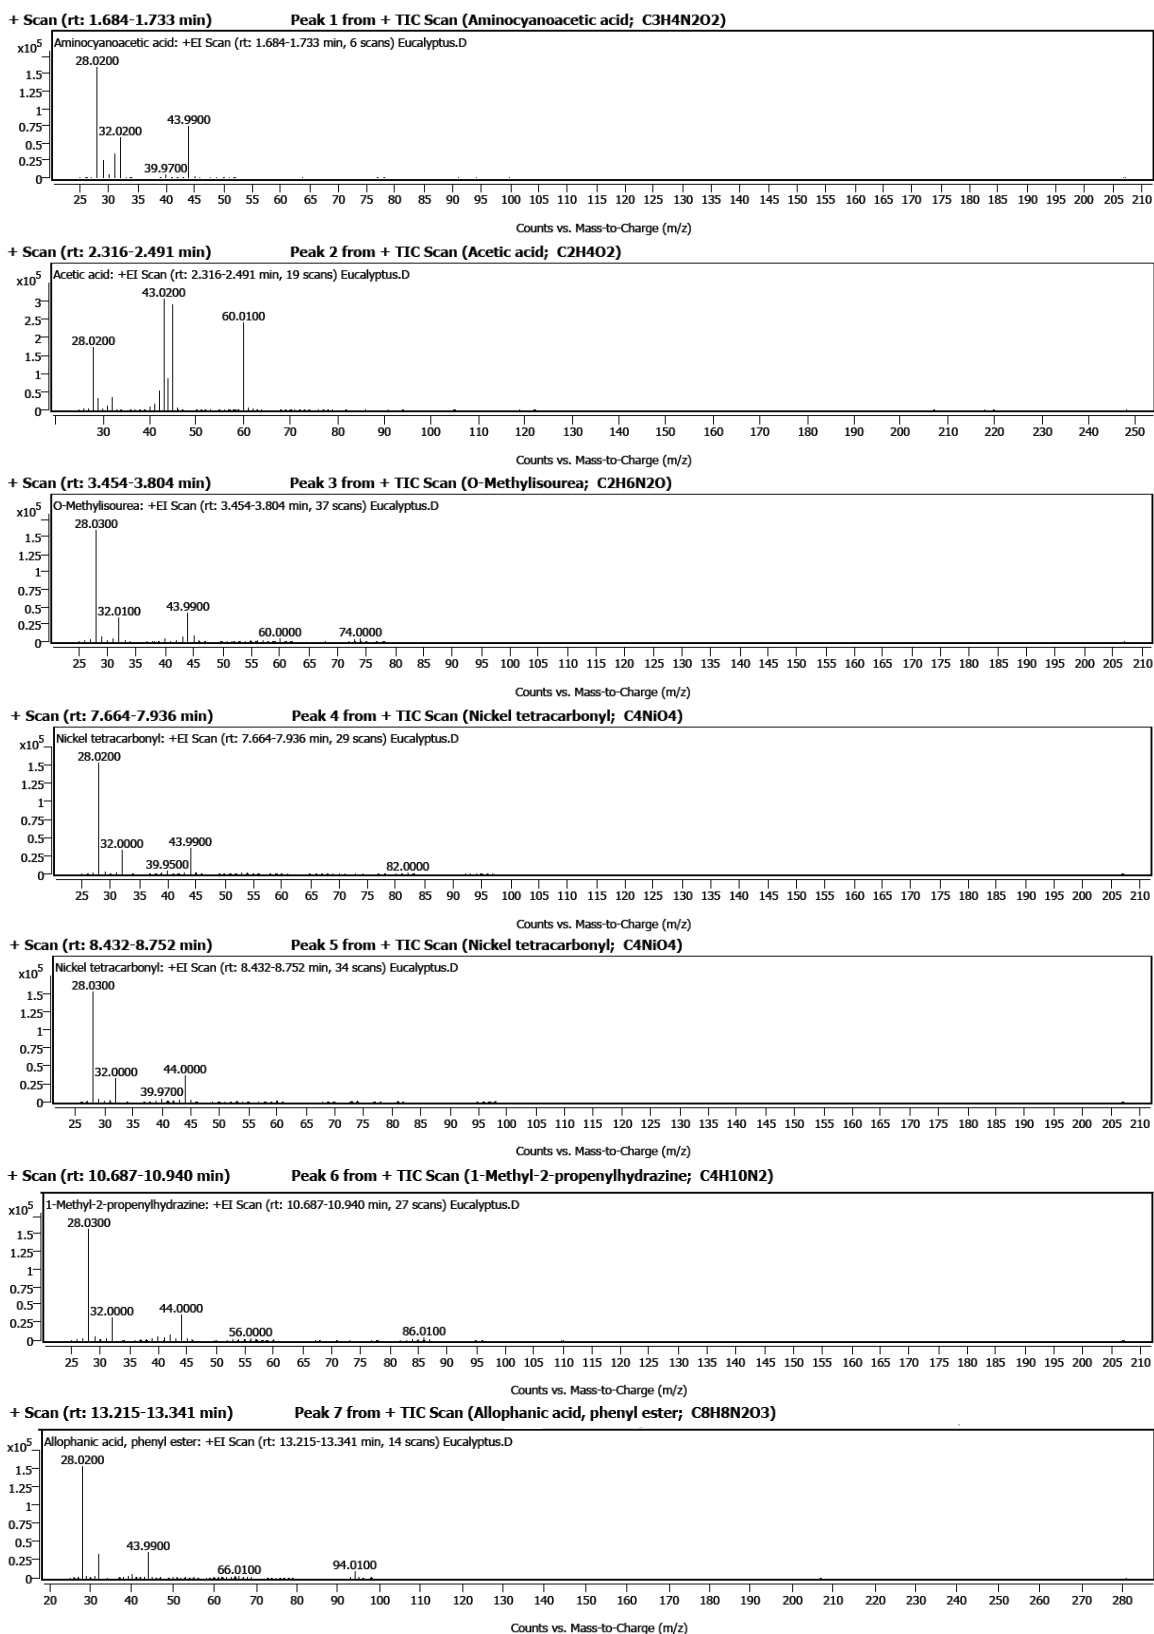 + Scan (rt: 1.684-1.733 min) Peak 1 from + TIC Scan (Aminocyanoacetic acid; C3H4N2O2)
Aminocyanoacetic acid: +EI Scan (rt: 1.684-1.733 min, 6 scans) Eucalyptus.D
x10⁵
28.0200
1.5
1.25
1
43.9900
0.75
32.0200
0.5
0.25
39.9700
0
25 30 35 40 45 50 55 60 65 70 75 80 85 90 95 100 105 110 115 120 125 130 135 140 145 150 155 160 165 170 175 180 185 190 195 200 205 210
Counts vs. Mass-to-Charge (m/z)
+ Scan (rt: 2.316-2.491 min) Peak 2 from + TIC Scan (Acetic acid; C2H4O2)
Acetic acid: +EI Scan (rt: 2.316-2.491 min, 19 scans) Eucalyptus.D
x10⁵
43.0200
3
60.0100
2.5
2
28.0200
1.5
1
0.5
0
30 40 50 60 70 80 90 100 110 120 130 140 150 160 170 180 190 200 210 220 230 240 250
Counts vs. Mass-to-Charge (m/z)
+ Scan (rt: 3.454-3.804 min) Peak 3 from + TIC Scan (O-Methylisourea; C2H6N2O)
O-Methylisourea: +EI Scan (rt: 3.454-3.804 min, 37 scans) Eucalyptus.D
x10⁵
28.0300
1.5
1.25
1
0.75
32.0100 43.9900
0.5
0.25
60.0000 74.0000
0
25 30 35 40 45 50 55 60 65 70 75 80 85 90 95 100 105 110 115 120 125 130 135 140 145 150 155 160 165 170 175 180 185 190 195 200 205 210
Counts vs. Mass-to-Charge (m/z)
+ Scan (rt: 7.664-7.936 min) Peak 4 from + TIC Scan (Nickel tetracarbonyl; C4NiO4)
Nickel tetracarbonyl: +EI Scan (rt: 7.664-7.936 min, 29 scans) Eucalyptus.D
x10⁵
28.0200
1.5
1.25
1
0.75
32.0000 43.9900
0.5
0.25
39.9500 82.0000
0
25 30 35 40 45 50 55 60 65 70 75 80 85 90 95 100 105 110 115 120 125 130 135 140 145 150 155 160 165 170 175 180 185 190 195 200 205 210
Counts vs. Mass-to-Charge (m/z)
+ Scan (rt: 8.432-8.752 min) Peak 5 from + TIC Scan (Nickel tetracarbonyl; C4NiO4)
Nickel tetracarbonyl: +EI Scan (rt: 8.432-8.752 min, 34 scans) Eucalyptus.D
x10⁵
28.0300
1.5
1.25
1
0.75
32.0000 44.0000
0.5
0.25
39.9700
0
25 30 35 40 45 50 55 60 65 70 75 80 85 90 95 100 105 110 115 120 125 130 135 140 145 150 155 160 165 170 175 180 185 190 195 200 205 210
Counts vs. Mass-to-Charge (m/z)
+ Scan (rt: 10.687-10.940 min) Peak 6 from + TIC Scan (1-Methyl-2-propenylhydrazine; C4H10N2)
1-Methyl-2-propenylhydrazine: +EI Scan (rt: 10.687-10.940 min, 27 scans) Eucalyptus.D
x10⁵
28.0300
1.5
1.25
1
0.75
32.0000 44.0000
0.5
0.25
56.0000 86.0100
0
25 30 35 40 45 50 55 60 65 70 75 80 85 90 95 100 105 110 115 120 125 130 135 140 145 150 155 160 165 170 175 180 185 190 195 200 205 210
Counts vs. Mass-to-Charge (m/z)
+ Scan (rt: 13.215-13.341 min) Peak 7 from + TIC Scan (Allophanic acid, phenyl ester; C8H8N2O3)
Allophanic acid, phenyl ester: +EI Scan (rt: 13.215-13.341 min, 14 scans) Eucalyptus.D
x10⁵
28.0200
1.5
1.25
1
0.75
0.5
43.9900
0.25
66.0100 94.0100
0
20 30 40 50 60 70 80 90 100 110 120 130 140 150 160 170 180 190 200 210 220 230 240 250 260 270 280
Counts vs. Mass-to-Charge (m/z)